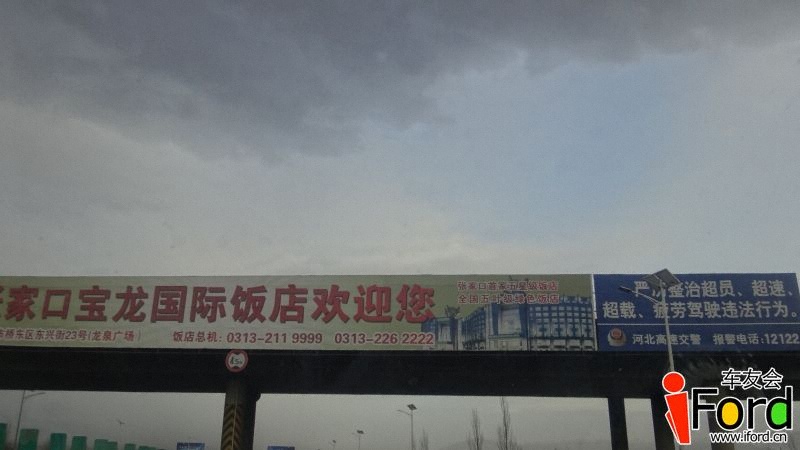 张家口宝龙国际饭店欢迎您
桥东区东兴街23号(龙泉广场)
饭店总机: 0313-211 9999 0313-226 2222
张家口首家五星级饭店
全国五叶级绿色饭店
严 整治超员、超速
超载、疲劳驾驶违法行为。
河北高速交警 报警电话:12122
车友会
iFord
www.iford.cn